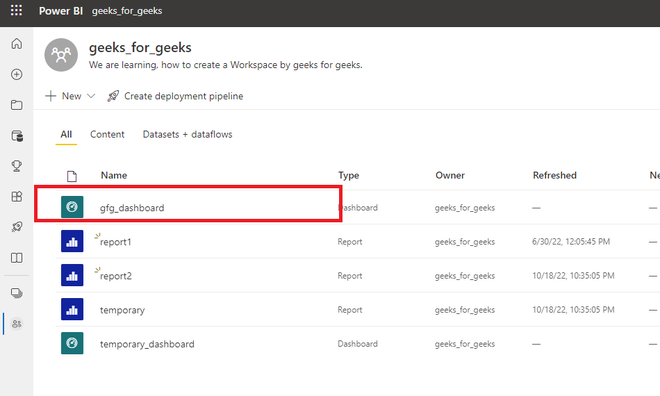 Power BI geeks_for_geeks
geeks_for_geeks
We are learning, how to create a Workspace by geeks for geeks.
New Create deployment pipeline
All Content Datasets + dataflows
Name Type Owner Refreshed
gfg_dashboard Dashboard geeks_for_geeks —
report1 Report geeks_for_geeks 6/30/22, 12:05:45 PM —
report2 Report geeks_for_geeks 10/18/22, 10:35:05 PM —
temporary Report geeks_for_geeks 10/18/22, 10:35:05 PM —
temporary_dashboard Dashboard geeks_for_geeks — —